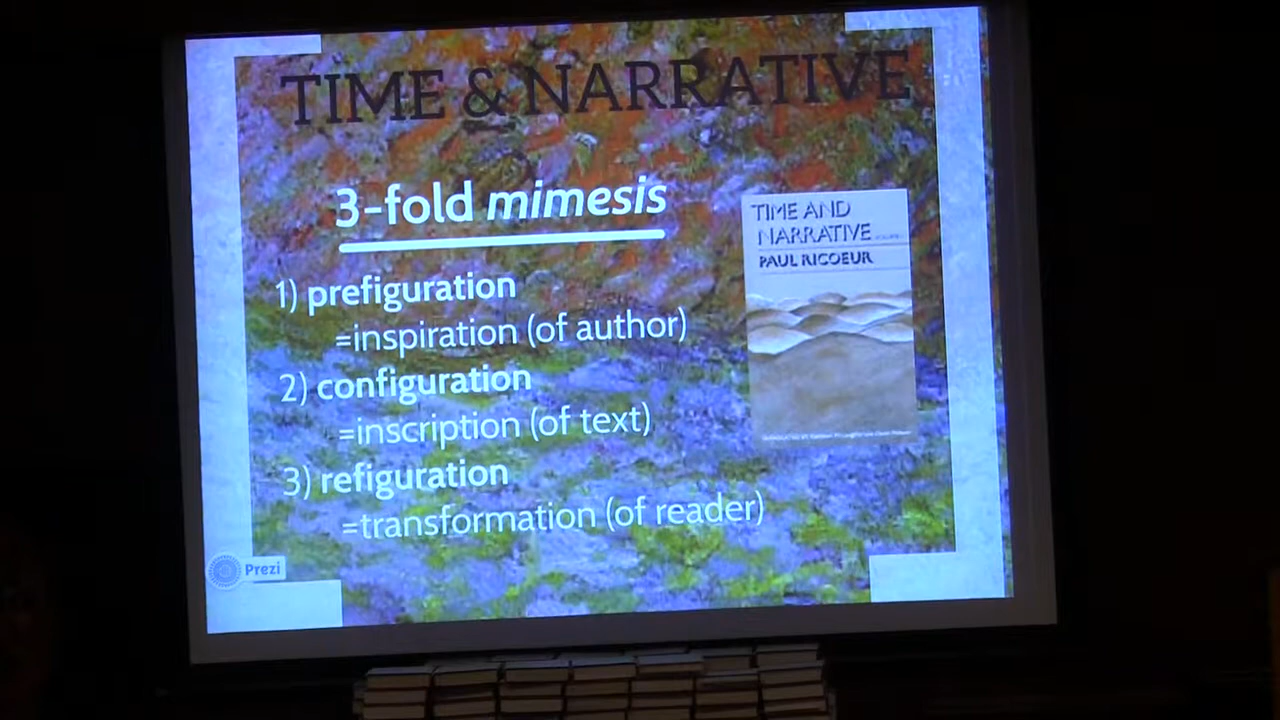 TIME & NARRATIVE
3-fold mimesis
1) prefiguration
=inspiration (of author)
2) configuration
=inscription (of text)
3) refiguration
=transformation (of reader)
TIME AND
NARRATIVE
PAUL RICOEUR
Prezi